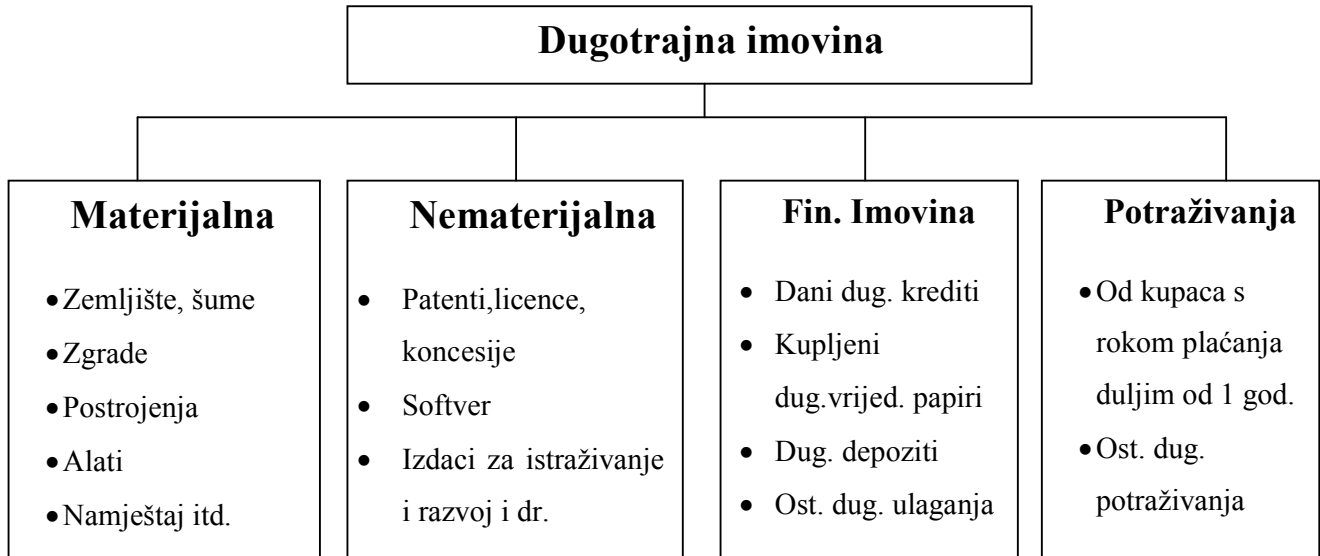 Dugotrajna imovina
Materijalna
• Zemljište, šume
• Zgrade
• Postrojenja
• Alati
• Namještaj itd.
Nematerijalna
• Patenti,licence,
koncesije
• Softver
• Izdaci za istraživanje
i razvoj i dr.
Fin. Imovina
• Dani dug. krediti
• Kupljeni
dug.vrijed. papiri
• Dug. depoziti
• Ost. dug. ulaganja
Potraživanja
• Od kupaca s
rokom plaćanja
duljim od 1 god.
• Ost. dug.
potraživanja